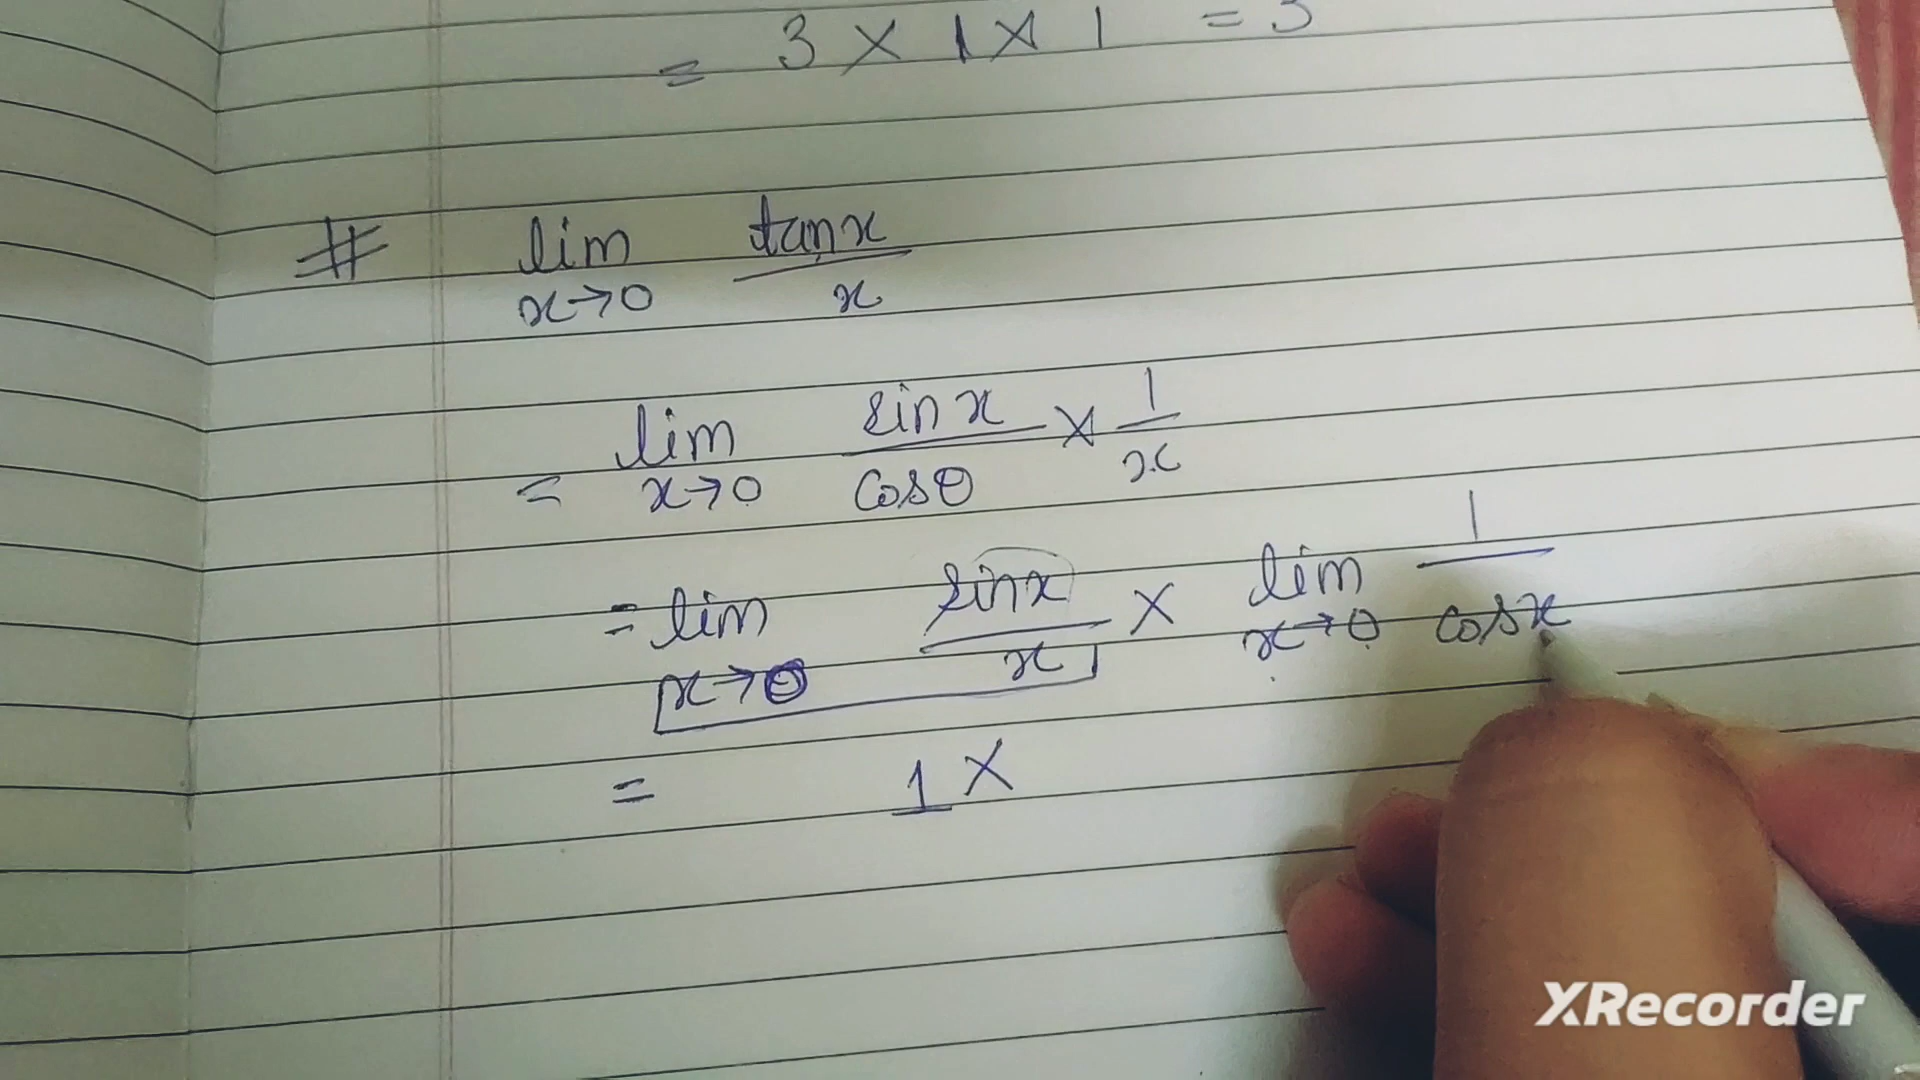 = 3 × 1 × 1 = 3
# lim x→0 tanx/x
= lim x→0 sinx/cosθ × 1/x
= lim x→0 sinx/x × lim x→0 1/cosx
= 1 ×
XRecorder